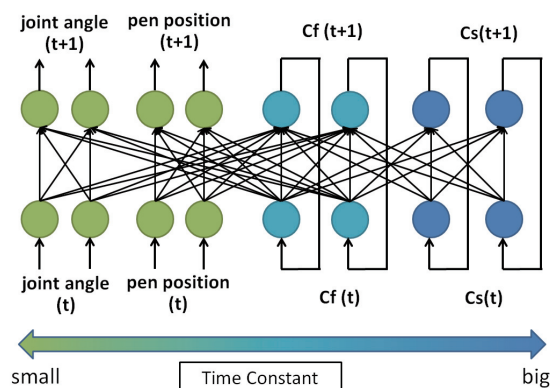 joint angle
(t+1)
pen position
(t+1)
Cf (t+1)
Cs(t+1)
joint angle
(t)
pen position
(t)
Cf (t)
Cs(t)
small
Time Constant
big